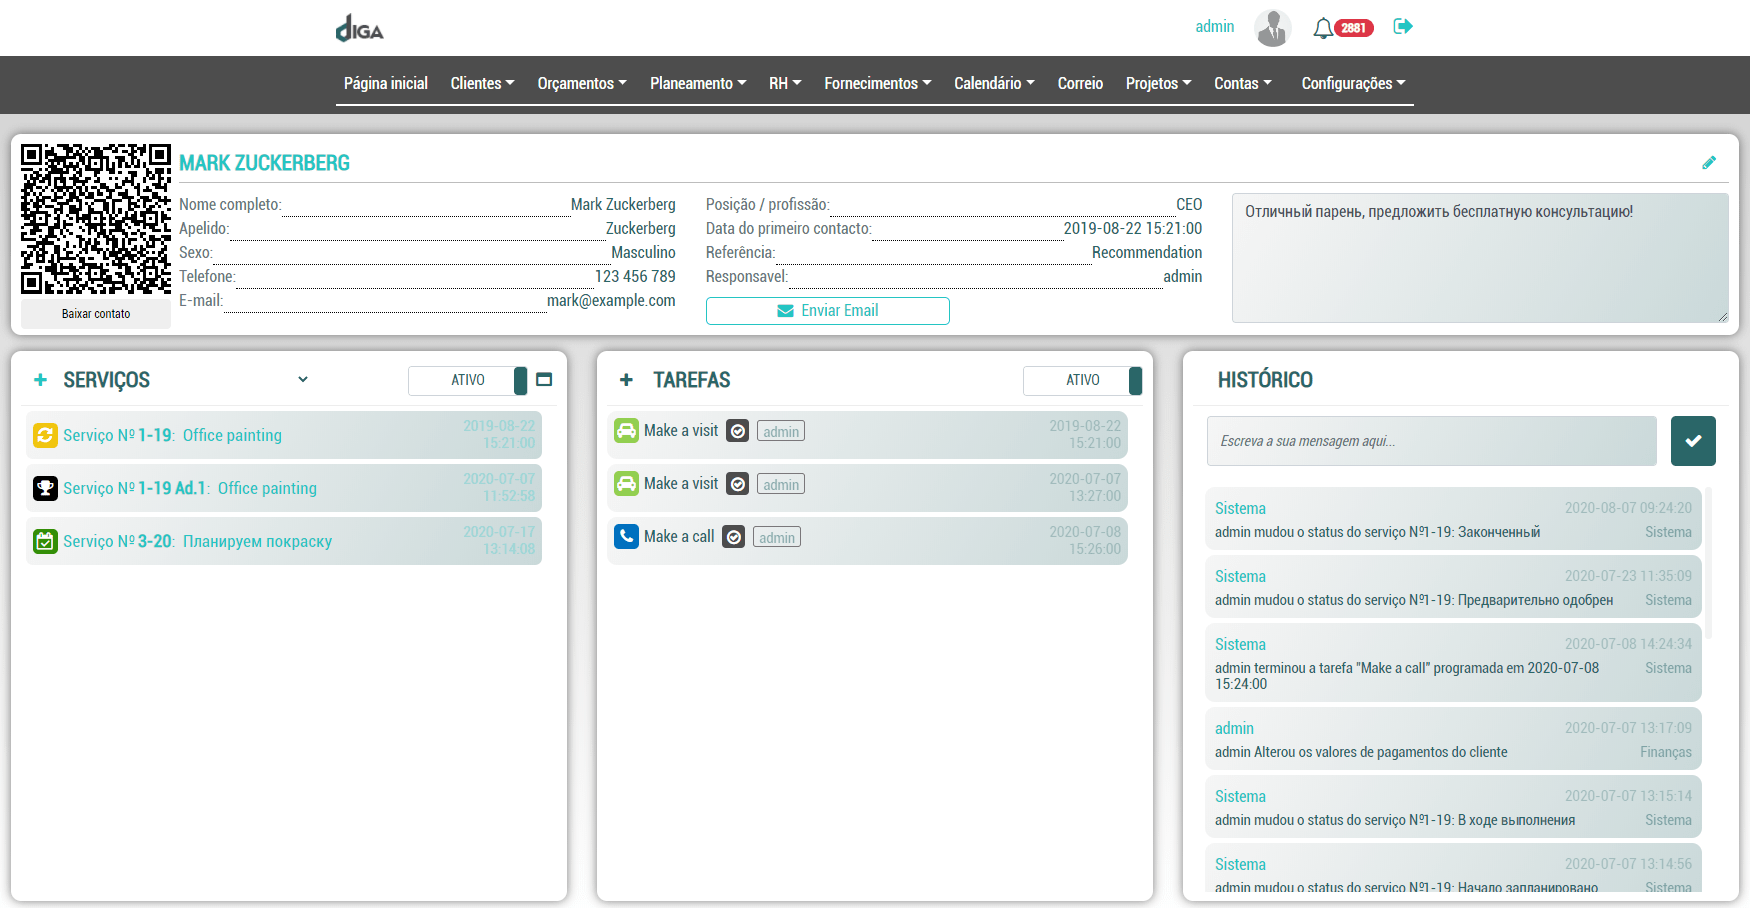 DIGA
admin
2881
Página inicial Clientes Orçamentos Planeamento RH Fornecimentos Calendário Correio Projetos Contas Configurações
MARK ZUCKERBERG
Nome completo: Mark Zuckerberg
Apelido: Zuckerberg
Sexo: Masculino
Telefone: 123 456 789
E-mail: mark@example.com
Baixar contato
Posição / profissão: CEO
Data do primeiro contacto: 2019-08-22 15:21:00
Referência: Recommendation
Responsavel: admin
Enviar Email
Отличный парень, предложить бесплатную консультацию!
SERVIÇOS
ATIVO
Serviço Nº 1-19: Office painting
2019-08-22
15:21:00
Serviço Nº 1-19 Ad.1: Office painting
2020-07-07
11:52:58
Serviço Nº 3-20: Планируем покраску
2020-07-17
13:14:08
TAREFAS
ATIVO
Make a visit admin
2019-08-22
15:21:00
Make a visit admin
2020-07-07
13:27:00
Make a call admin
2020-07-08
15:26:00
HISTÓRICO
Escreva a sua mensagem aqui...
Sistema 2020-08-07 09:24:20
admin mudou o status do serviço Nº1-19: Законченный Sistema
Sistema 2020-07-23 11:35:09
admin mudou o status do serviço Nº1-19: Предварительно одобрен Sistema
Sistema 2020-07-08 14:24:34
admin terminou a tarefa "Make a call" programada em 2020-07-08 Sistema
15:24:00
admin 2020-07-07 13:17:09
admin Alterou os valores de pagamentos do cliente Finanças
Sistema 2020-07-07 13:15:14
admin mudou o status do serviço Nº1-19: В ходе выполнения Sistema
Sistema 2020-07-07 13:14:56
admin mudou o status do serviço Nº1-19: Начало запланировано Sistema